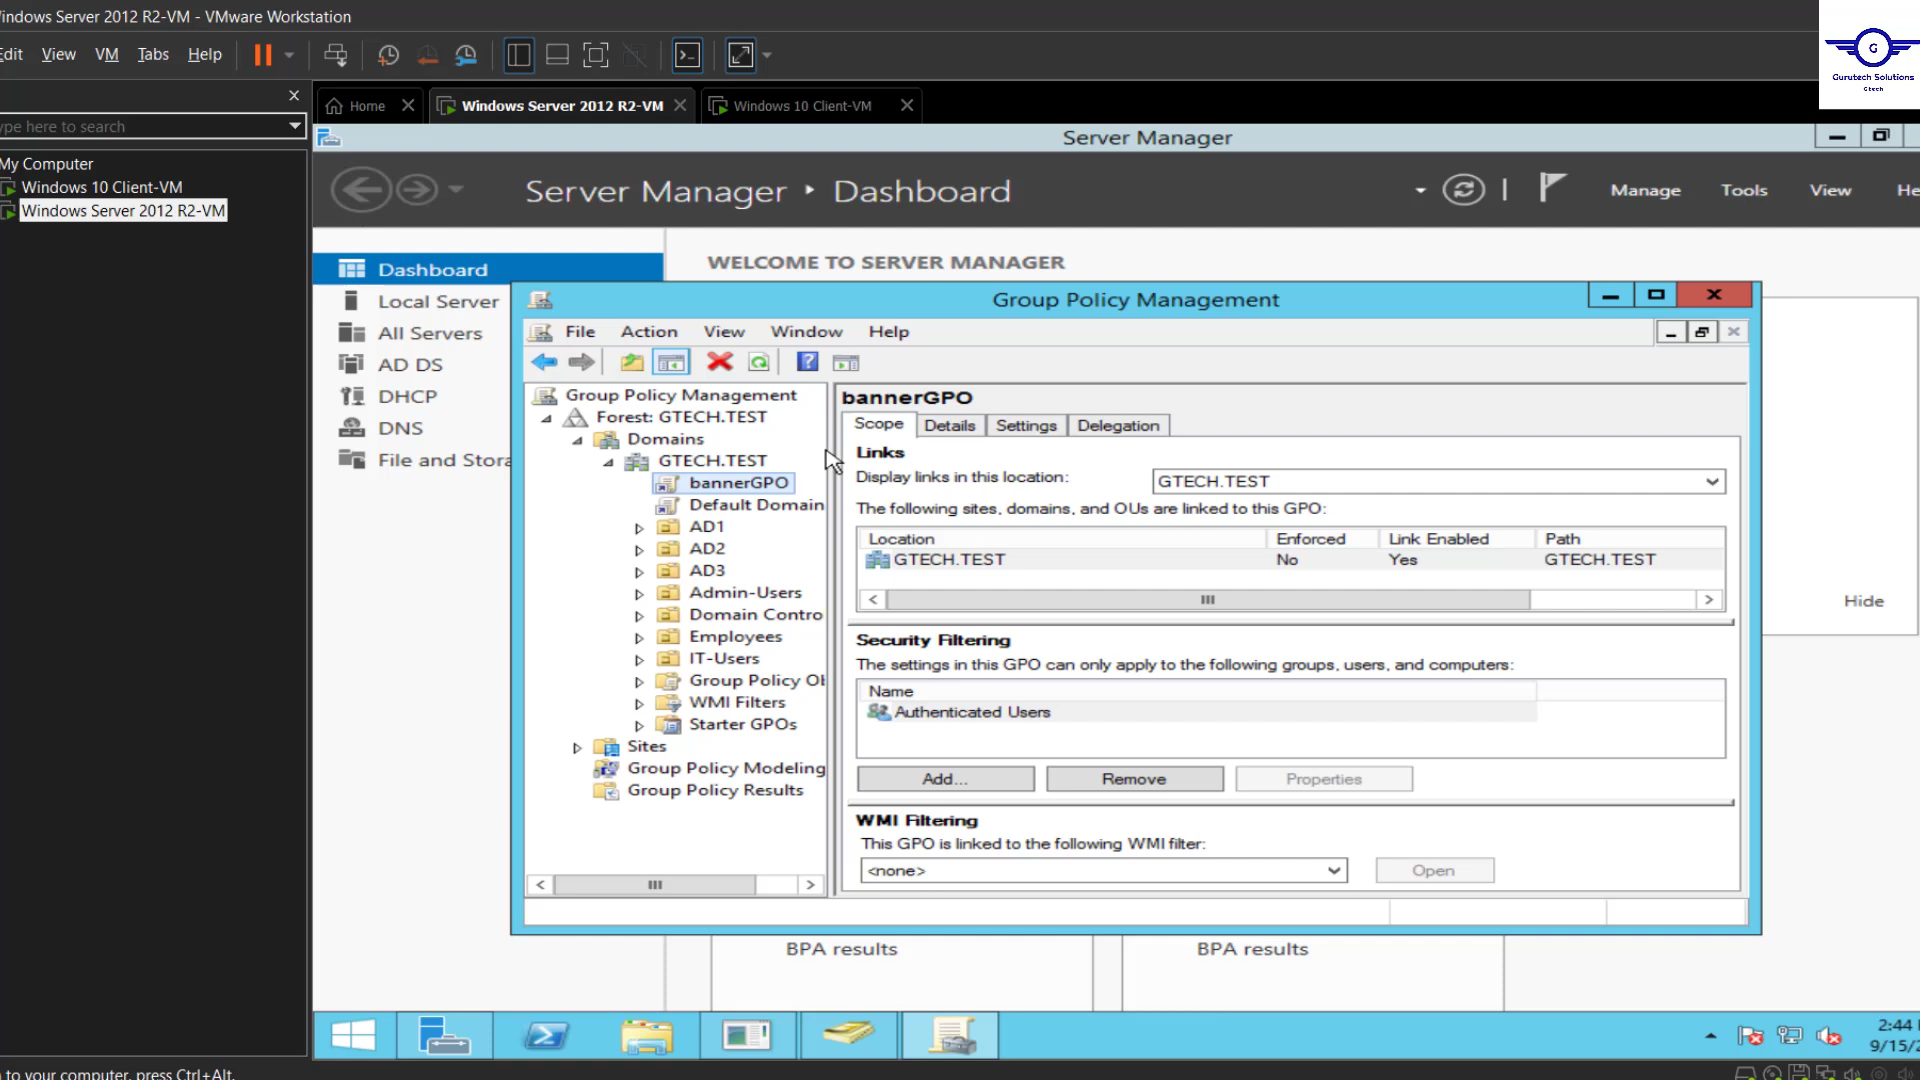 indows Server 2012 R2-VM - VMware Workstation
Edit View VM Tabs Help
G
Gurutech Solutions
Gtech
ype here to search
My Computer
Windows 10 Client-VM
Windows Server 2012 R2-VM
Home
Windows Server 2012 R2-VM
Windows 10 Client-VM
Server Manager
Server Manager
Dashboard
Manage
Tools
View
He
Dashboard
Local Server
All Servers
AD DS
DHCP
DNS
File and Stora
WELCOME TO SERVER MANAGER
Group Policy Management
File Action View Window Help
Group Policy Management
Forest: GTECH.TEST
Domains
GTECH.TEST
bannerGPO
Default Domain
AD1
AD2
AD3
Admin-Users
Domain Contro
Employees
IT-Users
Group Policy Ob
WMI Filters
Starter GPOs
Sites
Group Policy Modeling
Group Policy Results
bannerGPO
Scope Details Settings Delegation
Links
Display links in this location: GTECH.TEST
The following sites, domains, and OUs are linked to this GPO:
Location Enforced Link Enabled Path
GTECH.TEST No Yes GTECH.TEST
Security Filtering
The settings in this GPO can only apply to the following groups, users, and computers:
Name
Authenticated Users
Add... Remove Properties
WMI Filtering
This GPO is linked to the following WMI filter:
<none> Open
Hide
BPA results
BPA results
2:44
9/15/2
to your computer, press Ctrl+Alt.